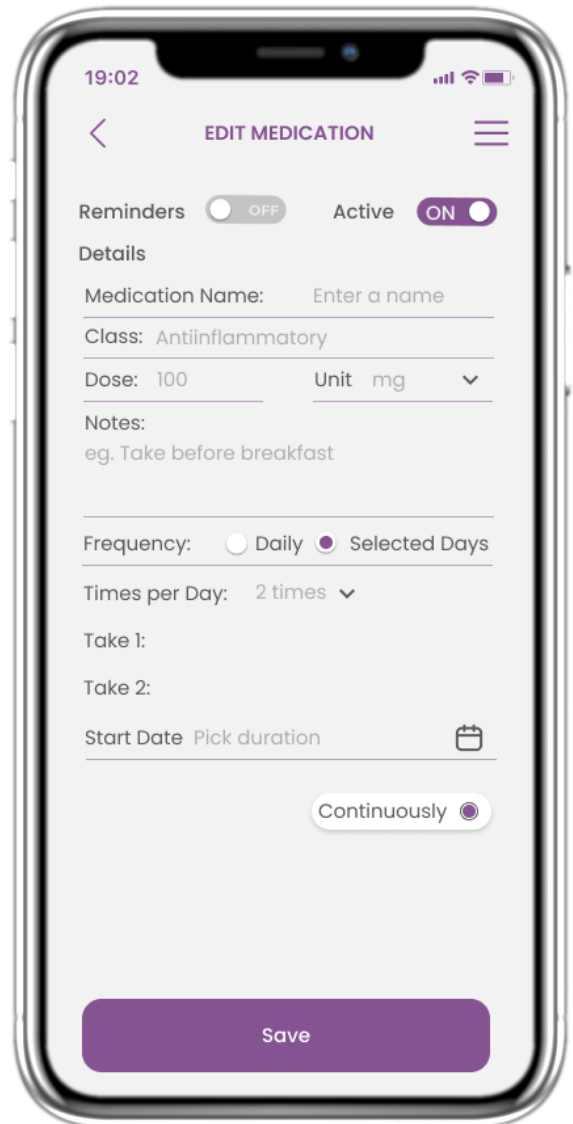 19:02
EDIT MEDICATION
Reminders OFF Active ON
Details
Medication Name: Enter a name
Class: Antiinflammatory
Dose: 100 Unit mg
Notes:
eg. Take before breakfast
Frequency: Daily Selected Days
Times per Day: 2 times
Take 1:
Take 2:
Start Date Pick duration
Continuously
Save